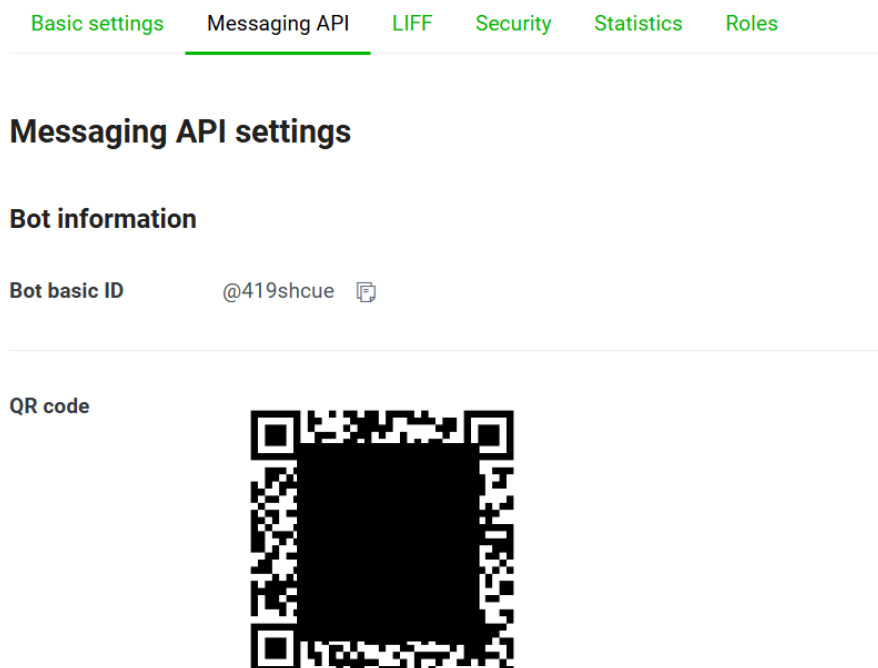 Basic settings Messaging API LIFF Security Statistics Roles
Messaging API settings
Bot information
Bot basic ID @419shcue
QR code